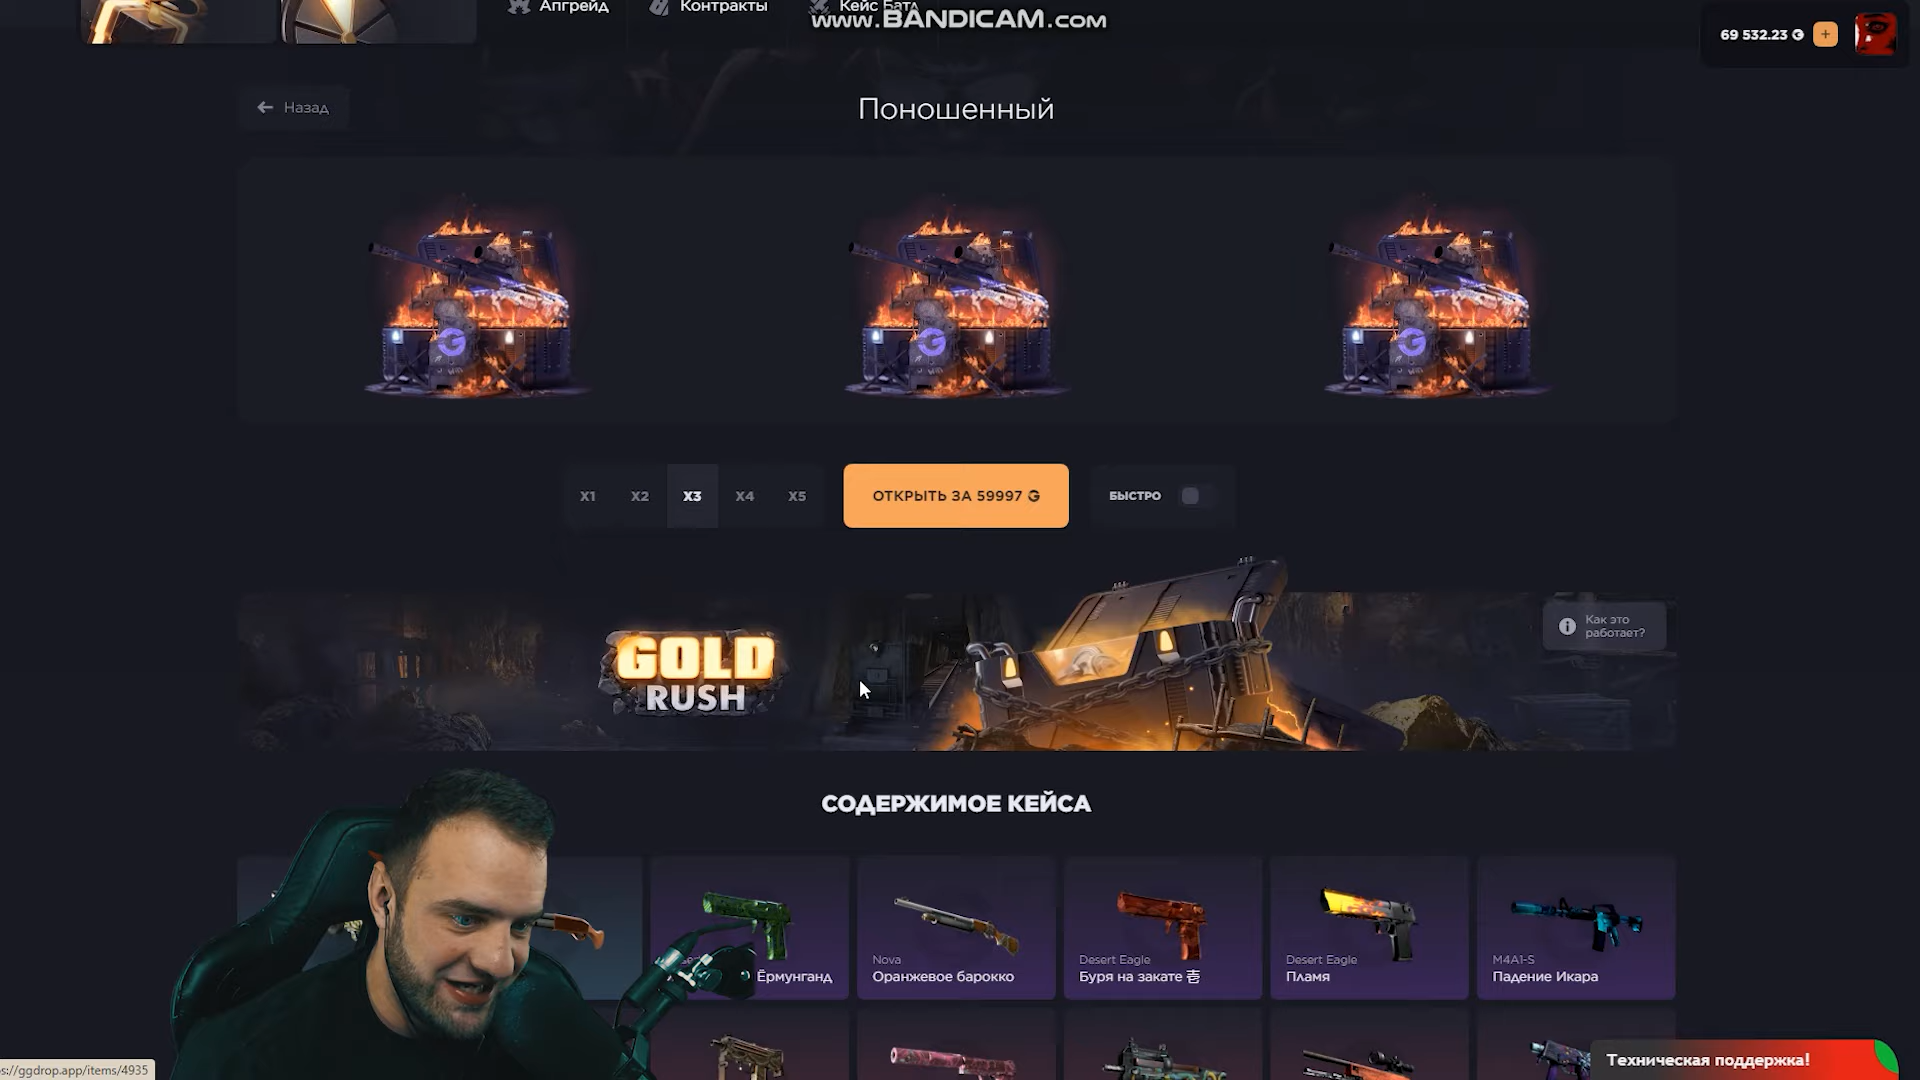 Апгрейд
Контракты
Кейс Батл
www.BANDICAM.com
69 532.23
+
Назад
Поношенный
X1
X2
X3
X4
X5
ОТКРЫТЬ ЗА 59997 G
БЫСТРО
GOLD
RUSH
Как это
работает?
СОДЕРЖИМОЕ КЕЙСА
Ёрмунганд
Nova
Оранжевое барокко
Desert Eagle
Буря на закате 壱
Desert Eagle
Пламя
M4A1-S
Падение Икара
s://ggdrop.app/items/4935
Техническая поддержка!